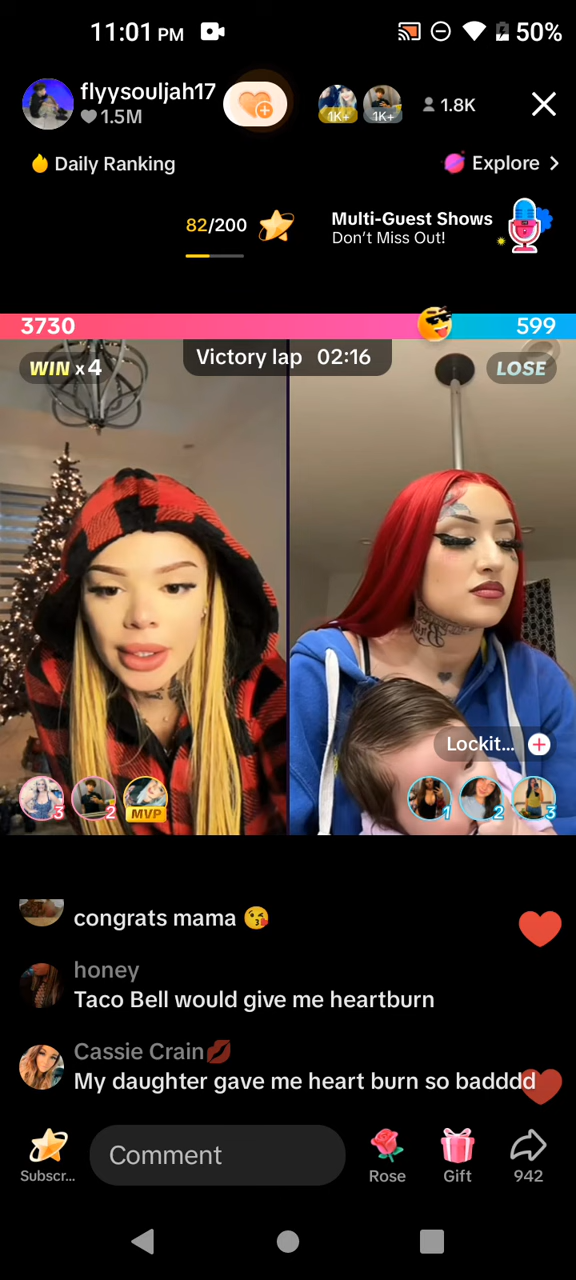 11:01 PM
50%
flyysouljah17
1.5M
1K+
1K+
1.8K
Daily Ranking
Explore
82/200
Multi-Guest Shows
Don't Miss Out!
3730
599
WIN x4
Victory lap 02:16
LOSE
Lockit...
3
2
MVP
1
2
3
congrats mama
honey
Taco Bell would give me heartburn
Cassie Crain
My daughter gave me heart burn so badddd
Subscr...
Comment
Rose
Gift
942